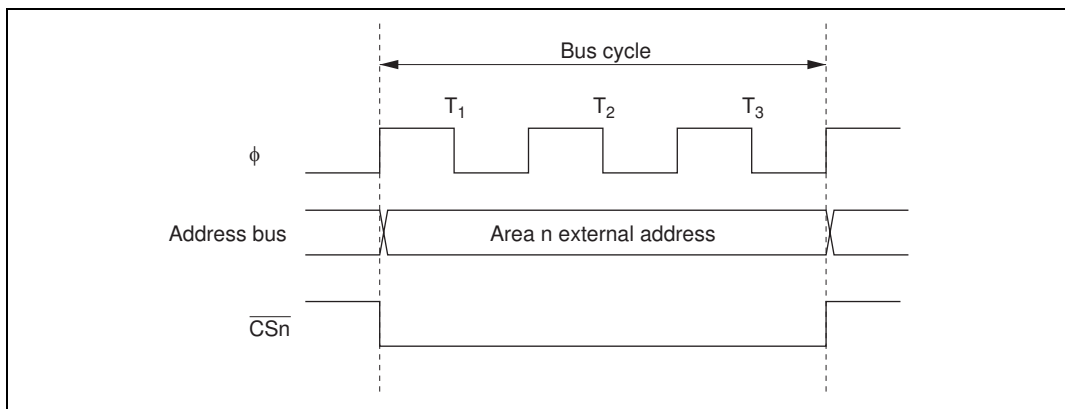 Bus cycle
T1 T2 T3
ϕ
Address bus Area n external address
CSn